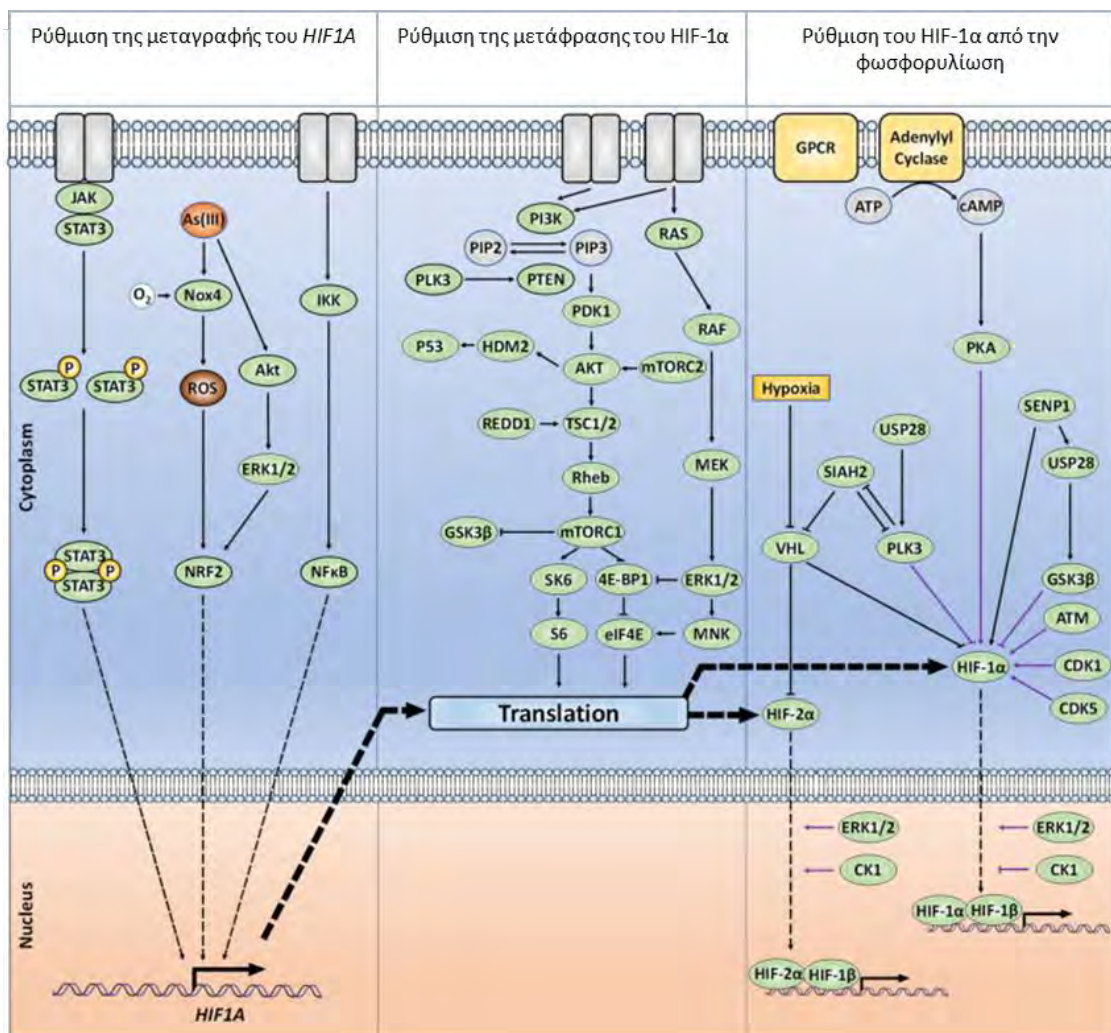 Ρύθμιση της μεταγραφής του HIF1A
Ρύθμιση της μετάφρασης του HIF-1α
Ρύθμιση του HIF-1α από την
φωσφορυλίωση
Cytoplasm
Nucleus
JAK
STAT3
As(III)
O₂
Nox4
IKK
P
STAT3
P
STAT3
ROS
Akt
ERK1/2
STAT3
P
P
STAT3
NRF2
NFκB
HIF1A
PI3K
RAS
PIP2
PIP3
PLK3
PTEN
PDK1
RAF
P53
HDM2
AKT
mTORC2
REDD1
TSC1/2
Rheb
MEK
GSK3β
mTORC1
SK6
4E-BP1
ERK1/2
S6
eIF4E
MNK
Translation
GPCR
Adenylyl
Cyclase
ATP
cAMP
PKA
Hypoxia
SENP1
USP28
SIAH2
USP28
VHL
PLK3
GSK3β
ATM
HIF-1α
CDK1
CDK5
HIF-2α
ERK1/2
ERK1/2
CK1
CK1
HIF-1α
HIF-1β
HIF-2α
HIF-1β